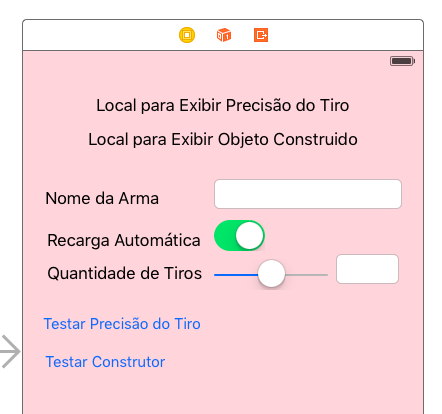 Local para Exibir Precisão do Tiro
Local para Exibir Objeto Construido
Nome da Arma
Recarga Automática
Quantidade de Tiros
Testar Precisão do Tiro
Testar Construtor